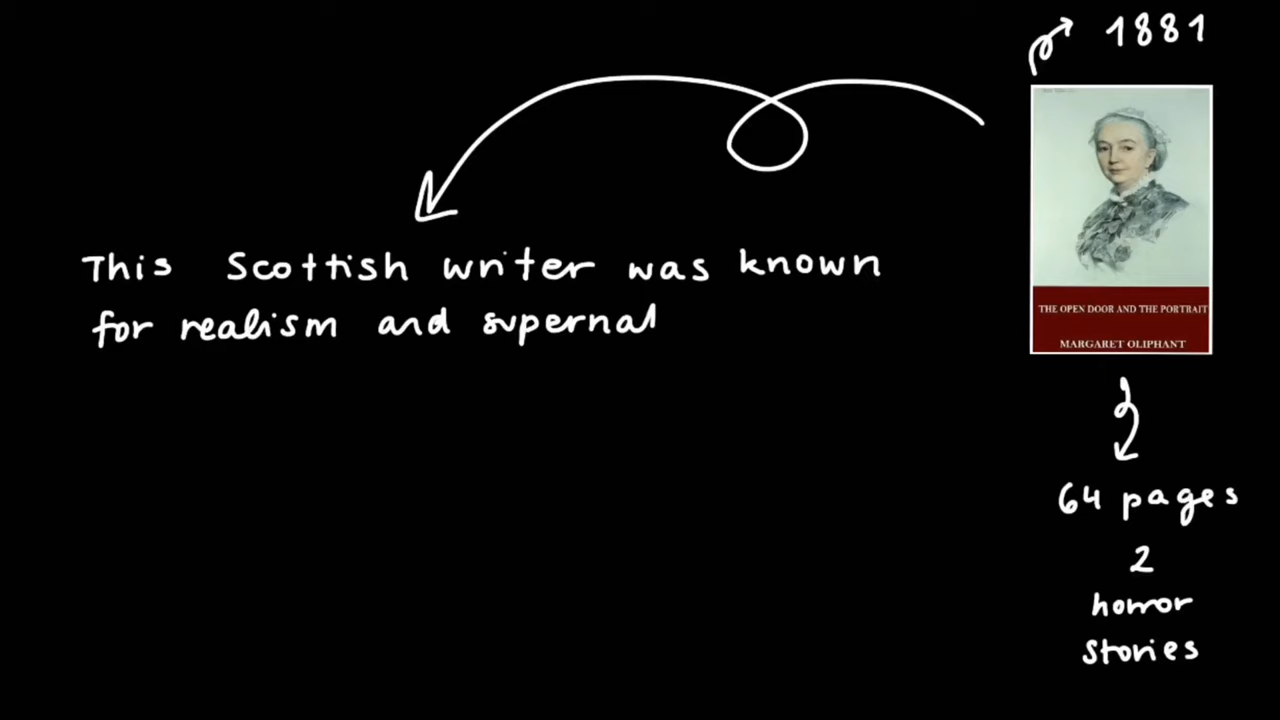 1881
THE OPEN DOOR AND THE PORTRAIT
MARGARET OLIPHANT
This Scottish writer was known
for realism and supernal
64 pages
2
horror
stories